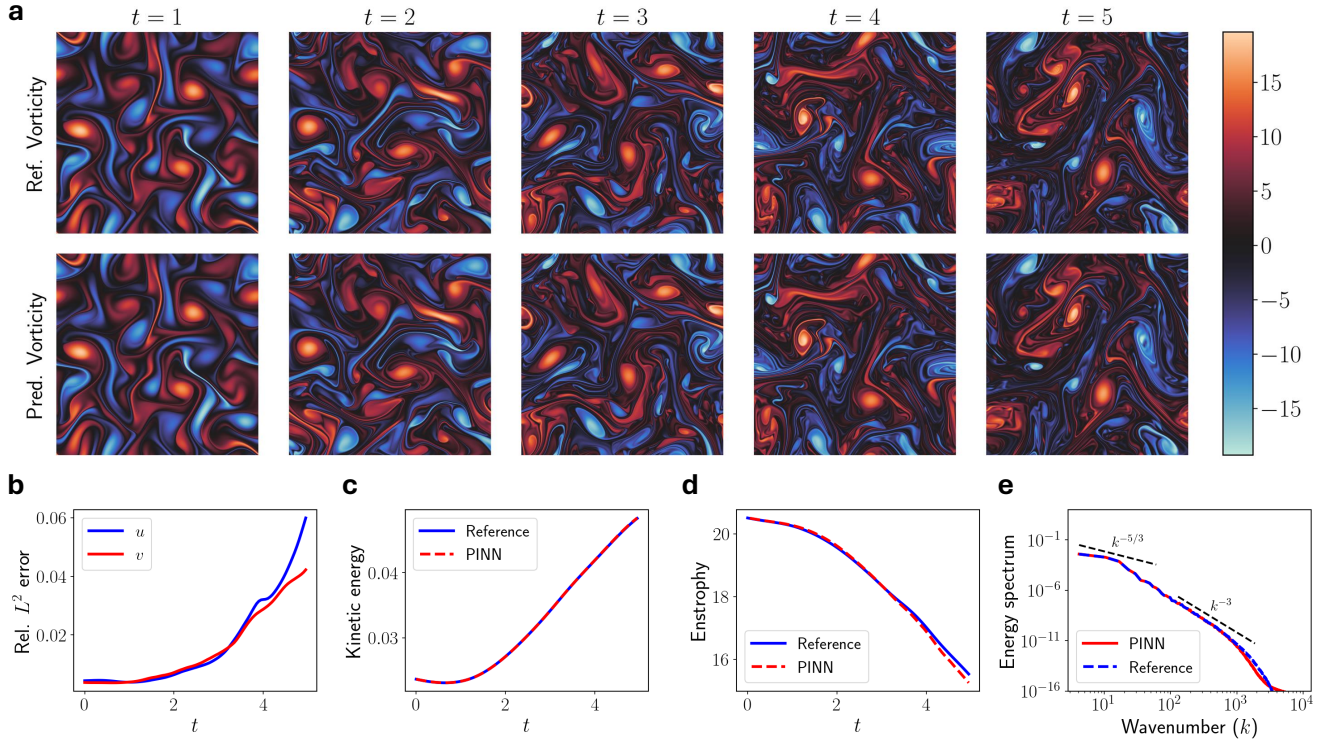 a
t = 1
t = 2
t = 3
t = 4
t = 5
Ref. Vorticity
Pred. Vorticity
15
10
5
0
−5
−10
−15
b
Rel. L² error
0.06
0.04
0.02
u
v
0
2
4
t
c
Kinetic energy
0.04
0.03
Reference
PINN
0
2
4
t
d
Enstrophy
20
18
16
Reference
PINN
0
2
4
t
e
Energy spectrum
10⁻¹
10⁻⁶
10⁻¹¹
10⁻¹⁶
k⁻⁵/³
k⁻³
PINN
Reference
10¹
10²
10³
10⁴
Wavenumber (k)